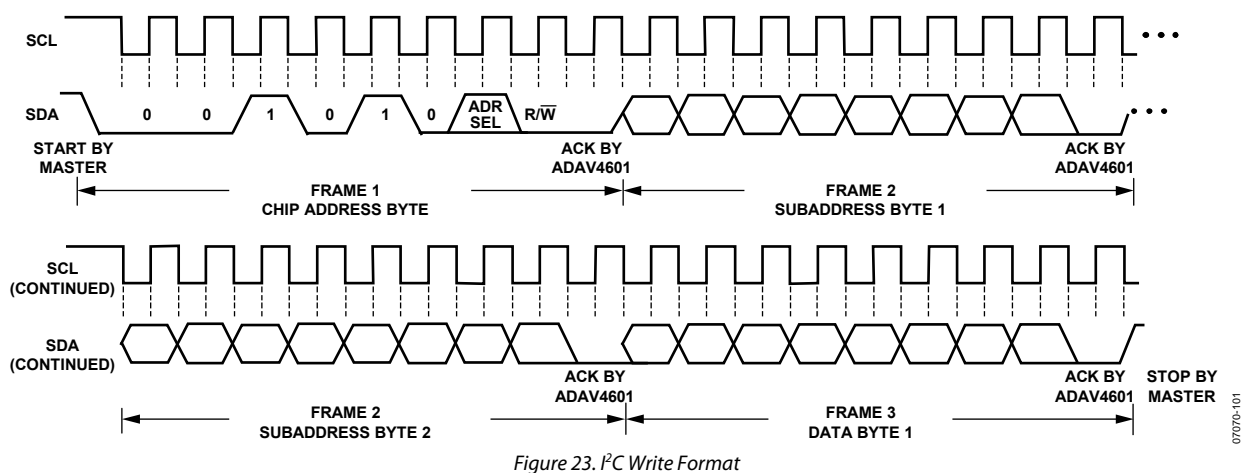 SCL
SDA
0 0 1 0 1 0 ADR SEL R/W̅
START BY MASTER
ACK BY ADAV4601
ACK BY ADAV4601
FRAME 1
CHIP ADDRESS BYTE
FRAME 2
SUBADDRESS BYTE 1
SCL
(CONTINUED)
SDA
(CONTINUED)
ACK BY ADAV4601
ACK BY ADAV4601
STOP BY MASTER
FRAME 2
SUBADDRESS BYTE 2
FRAME 3
DATA BYTE 1
07070-101
Figure 23. I²C Write Format